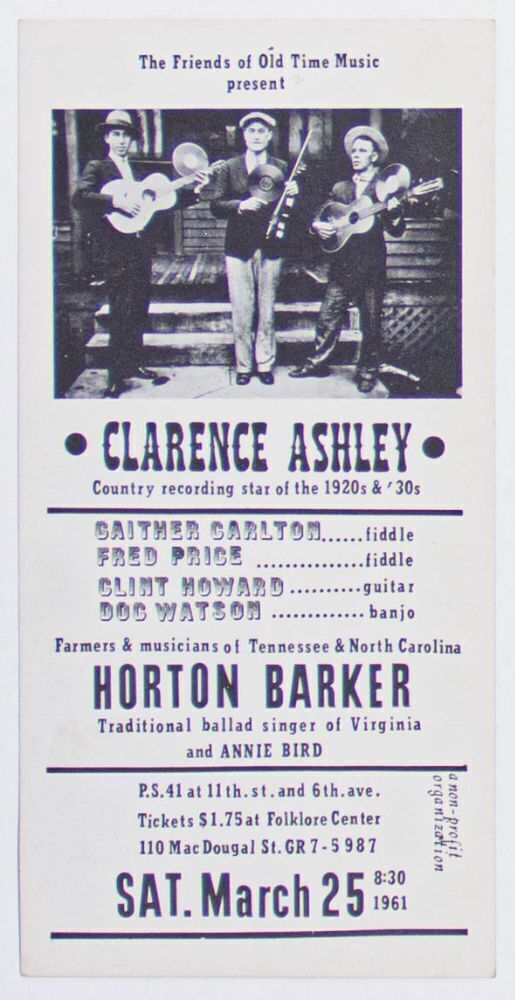 The Friends of Old Time Music
present
• CLARENCE ASHLEY •
Country recording star of the 1920s & '30s
GAITHER CARLTON......fiddle
FRED PRICE ...............fiddle
CLINT HOWARD ..........guitar
DOC WATSON ............. banjo
Farmers & musicians of Tennessee & North Carolina
HORTON BARKER
Traditional ballad singer of Virginia
and ANNIE BIRD
P.S. 41 at 11th. st. and 6th. ave.
Tickets $1.75 at Folklore Center
110 MacDougal St. GR 7-5987
a non-profit
organization
SAT. March 25 8:30
1961